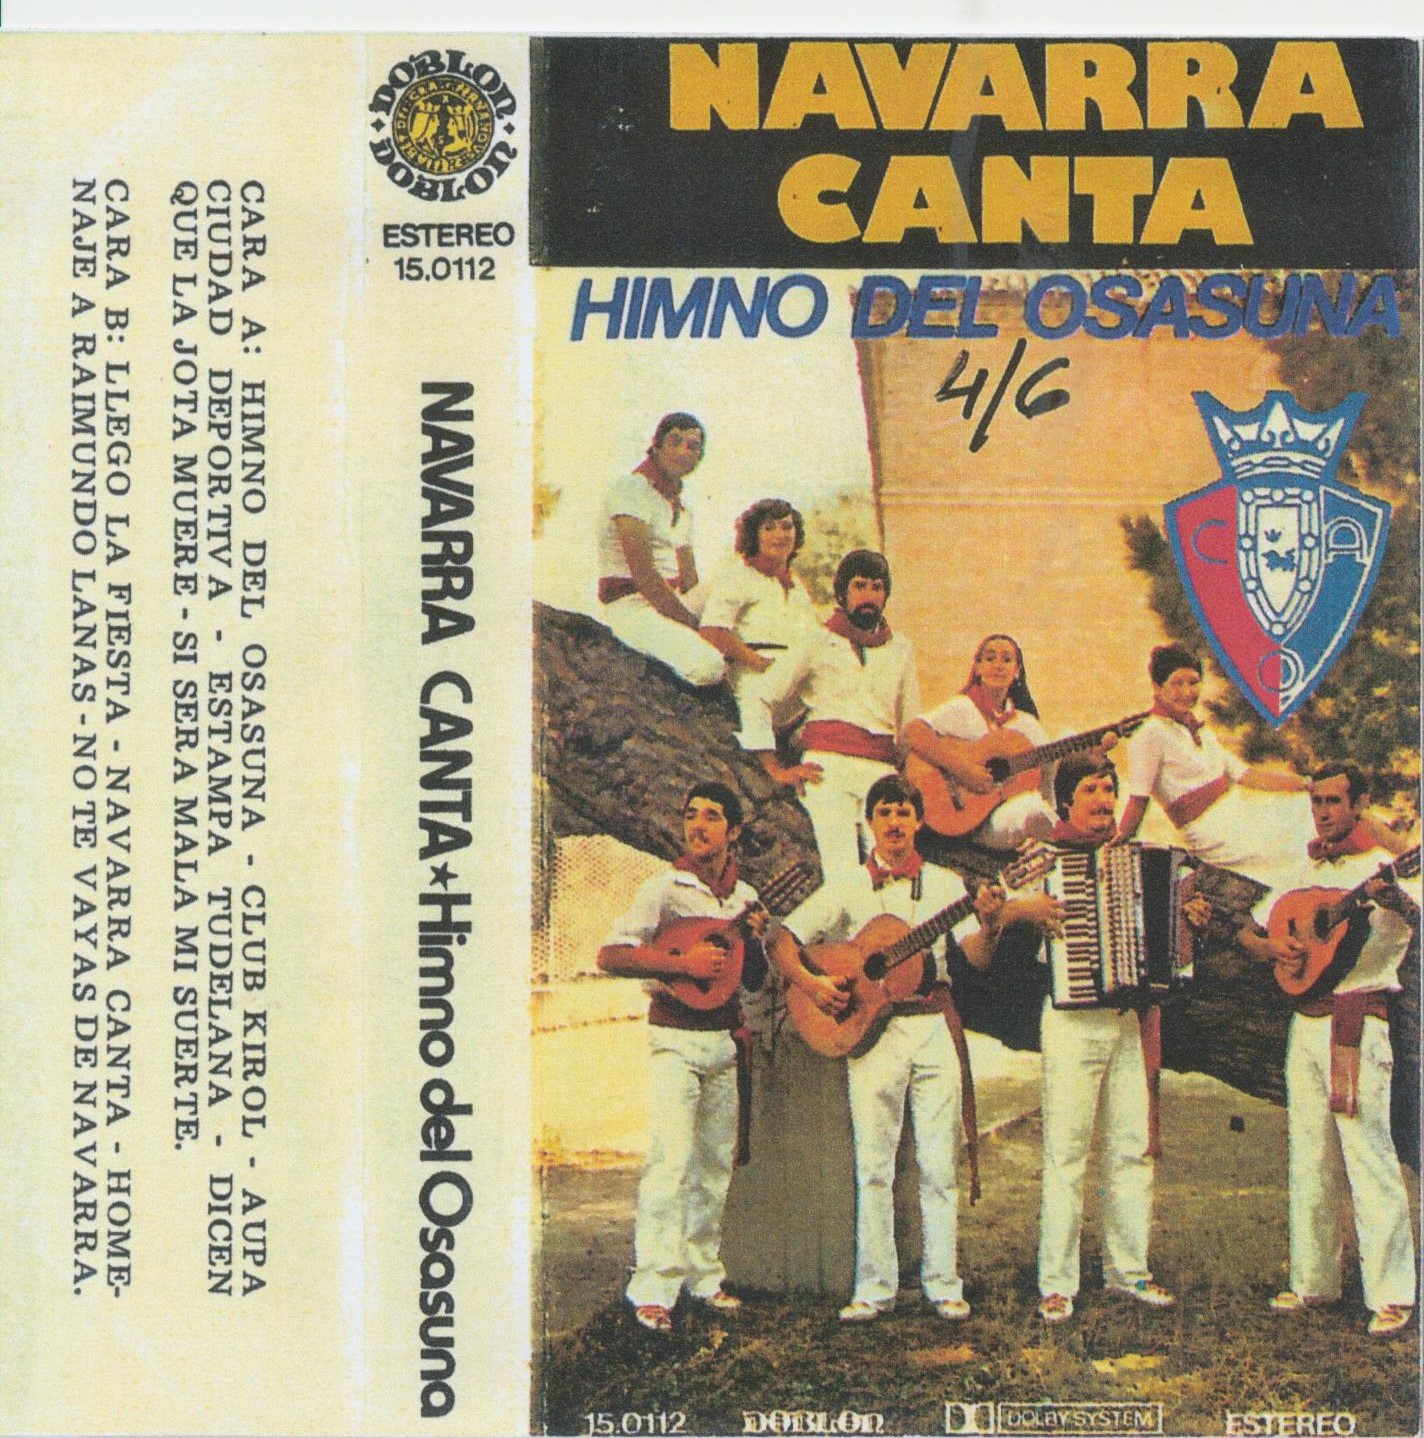 NAVARRA
CANTA
HIMNO DEL OSASUNA
4/6
C A
O
15.0112 DOBLON DOLBY SYSTEM ESTEREO
DOBLON
DOBLON
ESTEREO
15.0112
NAVARRA CANTA ★ Himno del Osasuna
CARA A: HIMNO DEL OSASUNA - CLUB KIROL - AUPA
CIUDAD DEPORTIVA - ESTAMPA TUDELANA - DICEN
QUE LA JOTA MUERE - SI SERA MALA MI SUERTE.
CARA B: LLEGO LA FIESTA - NAVARRA CANTA - HOME-
NAJE A RAIMUNDO LANAS - NO TE VAYAS DE NAVARRA.